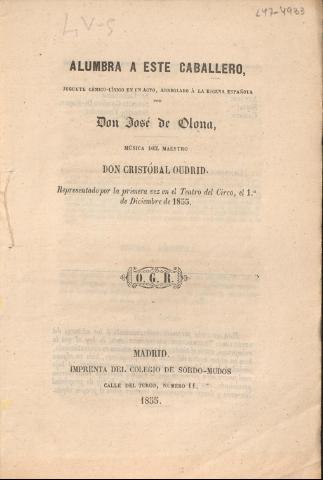 LV-5
ALUMBRA A ESTE CABALLERO,
JUGUETE CÓMICO-LÍRICO EN UN ACTO, ARREGLADO Á LA ESCENA ESPAÑOLA
POR
Don José de Olona,
MÚSICA DEL MAESTRO
DON CRISTÓBAL OUDRID.
Representado por la primera vez en el Teatro del Circo, el 1.º
de Diciembre de 1855.
O. G. R.
MADRID.
IMPRENTA DEL COLEGIO DE SORDO-MUDOS
CALLE DEL TURCO, NÚMERO 11.
1855.